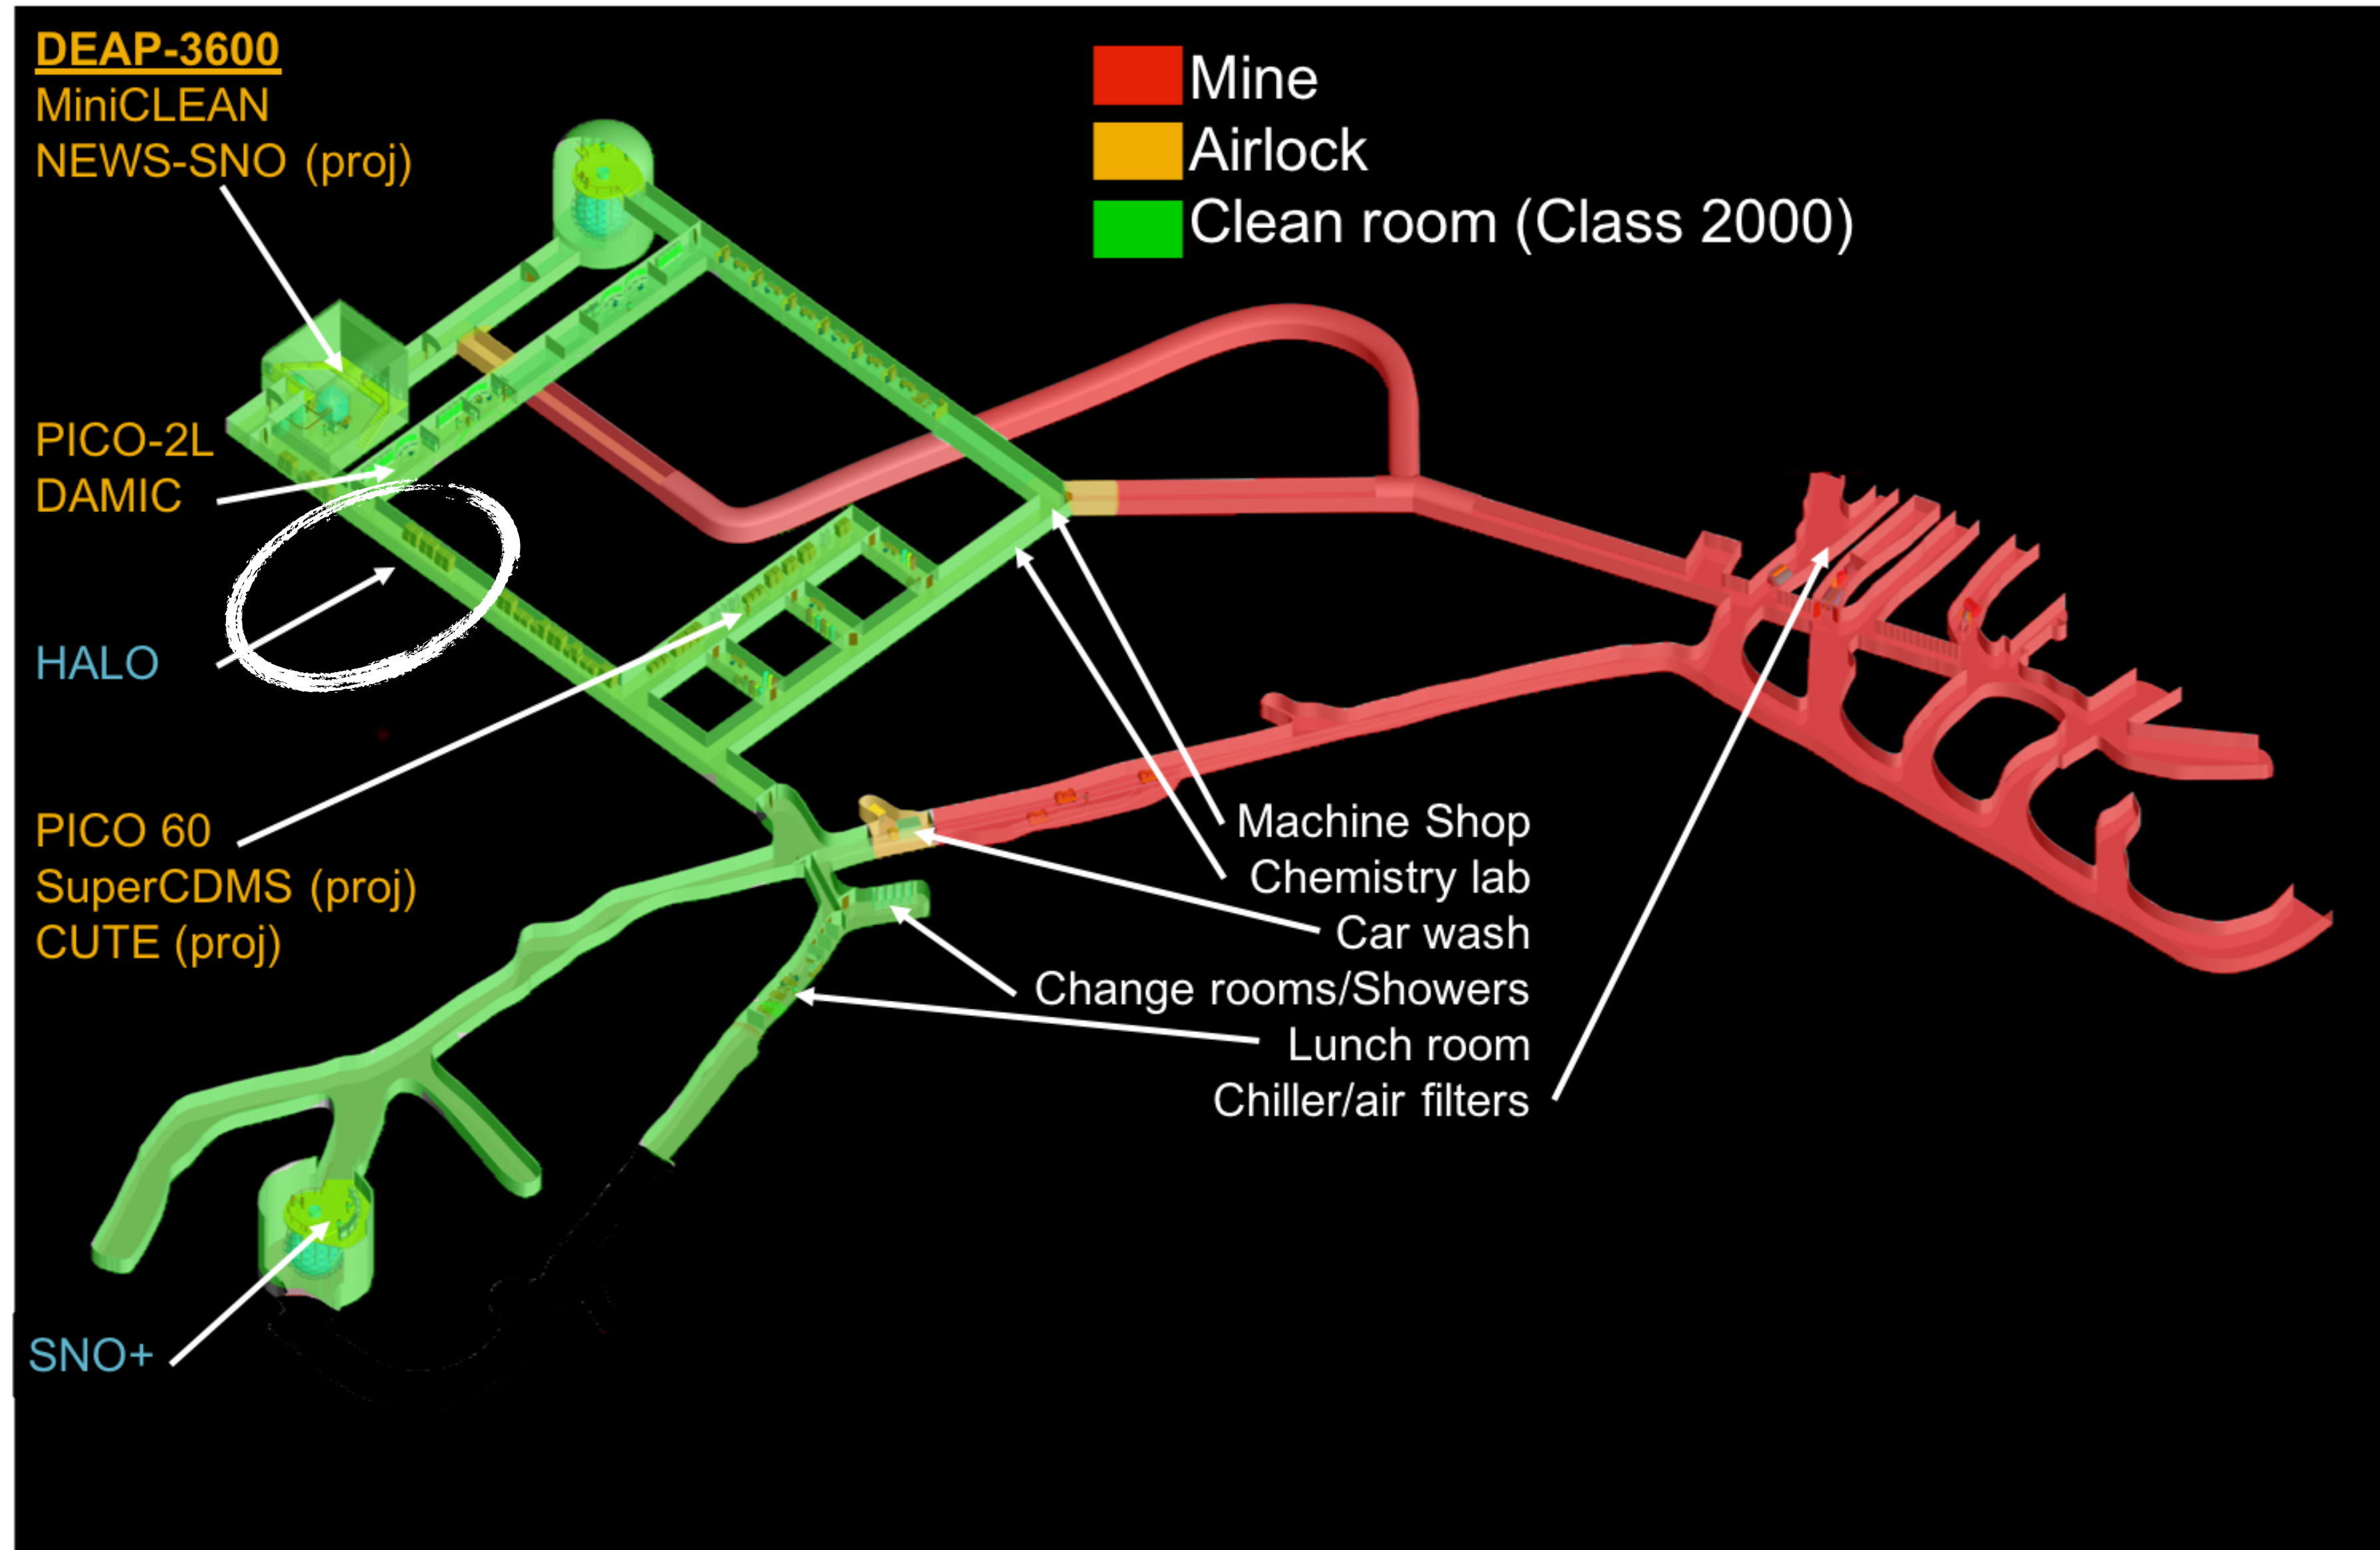 DEAP-3600
MiniCLEAN
NEWS-SNO (proj)
Mine
Airlock
Clean room (Class 2000)
PICO-2L
DAMIC
HALO
PICO 60
SuperCDMS (proj)
CUTE (proj)
Machine Shop
Chemistry lab
Car wash
Change rooms/Showers
Lunch room
Chiller/air filters
SNO+